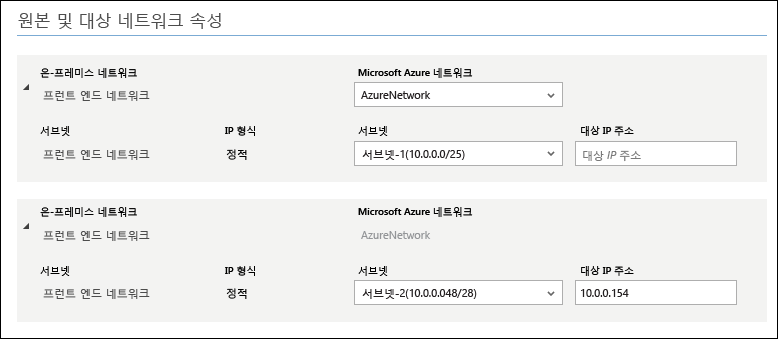 원본 및 대상 네트워크 속성
온-프레미스 네트워크 Microsoft Azure 네트워크
프런트 엔드 네트워크 AzureNetwork
서브넷 IP 형식 서브넷 대상 IP 주소
프런트 엔드 네트워크 정적 서브넷-1(10.0.0.0/25) 대상 IP 주소
온-프레미스 네트워크 Microsoft Azure 네트워크
프런트 엔드 네트워크 AzureNetwork
서브넷 IP 형식 서브넷 대상 IP 주소
프런트 엔드 네트워크 정적 서브넷-2(10.0.0.048/28) 10.0.0.154